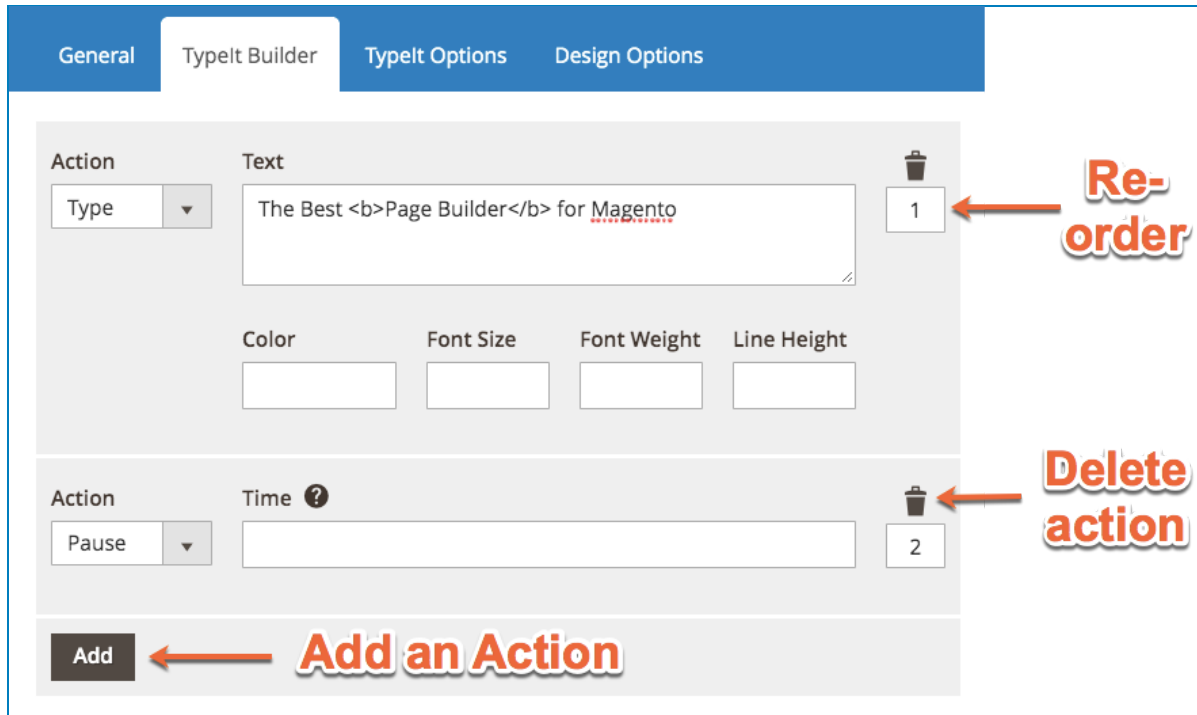 General TypeIt Builder TypeIt Options Design Options
Action Text
Type The Best <b>Page Builder</b> for Magento 1
Re-
order
Color Font Size Font Weight Line Height
Action Time ?
Pause 2
Delete
action
Add Add an Action